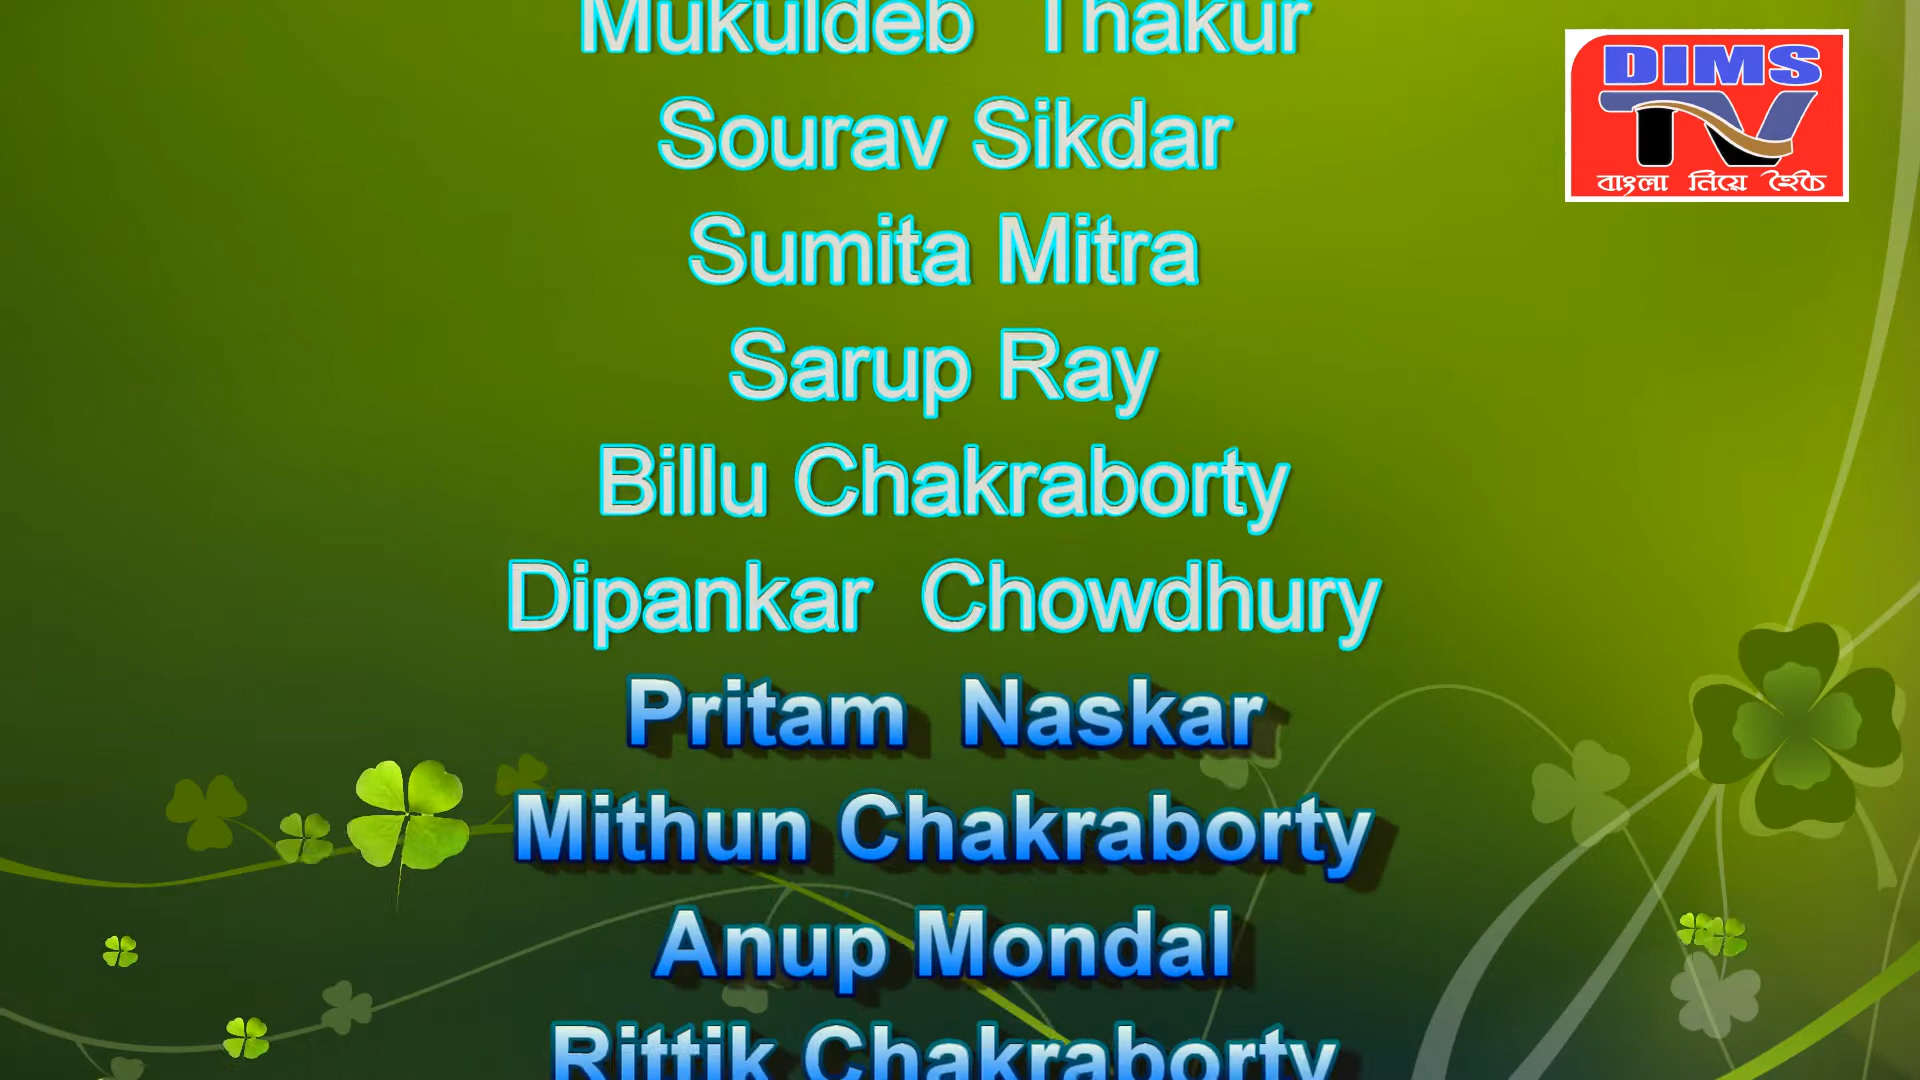 Mukuldeb Thakur
DIMS
TV
বাংলা নিয়ে হৈচৈ
Sourav Sikdar
Sumita Mitra
Sarup Ray
Billu Chakraborty
Dipankar Chowdhury
Pritam Naskar
Mithun Chakraborty
Anup Mondal
Rittik Chakraborty